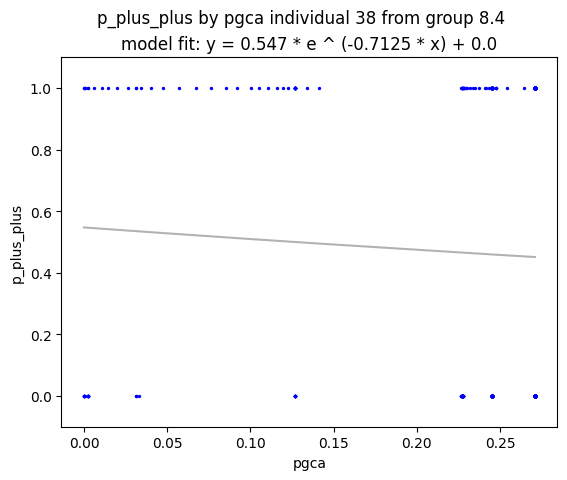 p_plus_plus by pgca individual 38 from group 8.4
model fit: y = 0.547 * e ^ (-0.7125 * x) + 0.0
1.0
0.8
0.6
0.4
0.2
0.0
p_plus_plus
0.00 0.05 0.10 0.15 0.20 0.25
pgca